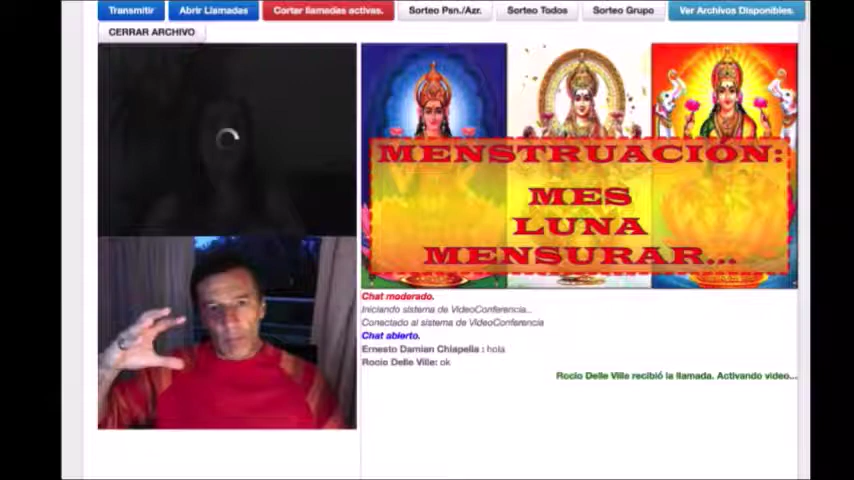 Transmitir Abrir Llamadas Cortar llamadas activas. Sorteo Psn./Azr. Sorteo Todos Sorteo Grupo Ver Archivos Disponibles.
CERRAR ARCHIVO
MENSTRUACIÓN:
MES
LUNA
MENSURAR...
Chat moderado.
Iniciando sistema de VideoConferencia...
Conectado al sistema de VideoConferencia
Chat abierto.
Ernesto Damian Chiapella : hola
Rocio Delle Ville: ok
Rocio Delle Ville recibió la llamada. Activando video...